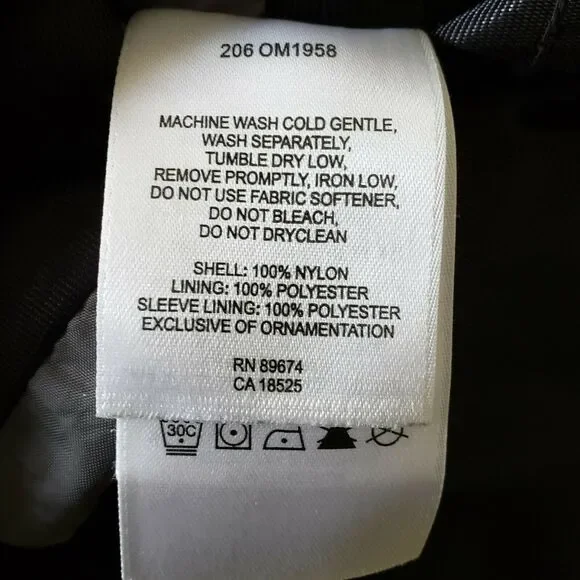 206 OM1958
MACHINE WASH COLD GENTLE,
WASH SEPARATELY,
TUMBLE DRY LOW,
REMOVE PROMPTLY, IRON LOW,
DO NOT USE FABRIC SOFTENER,
DO NOT BLEACH,
DO NOT DRYCLEAN
SHELL: 100% NYLON
LINING: 100% POLYESTER
SLEEVE LINING: 100% POLYESTER
EXCLUSIVE OF ORNAMENTATION
RN 89674
CA 18525
30C